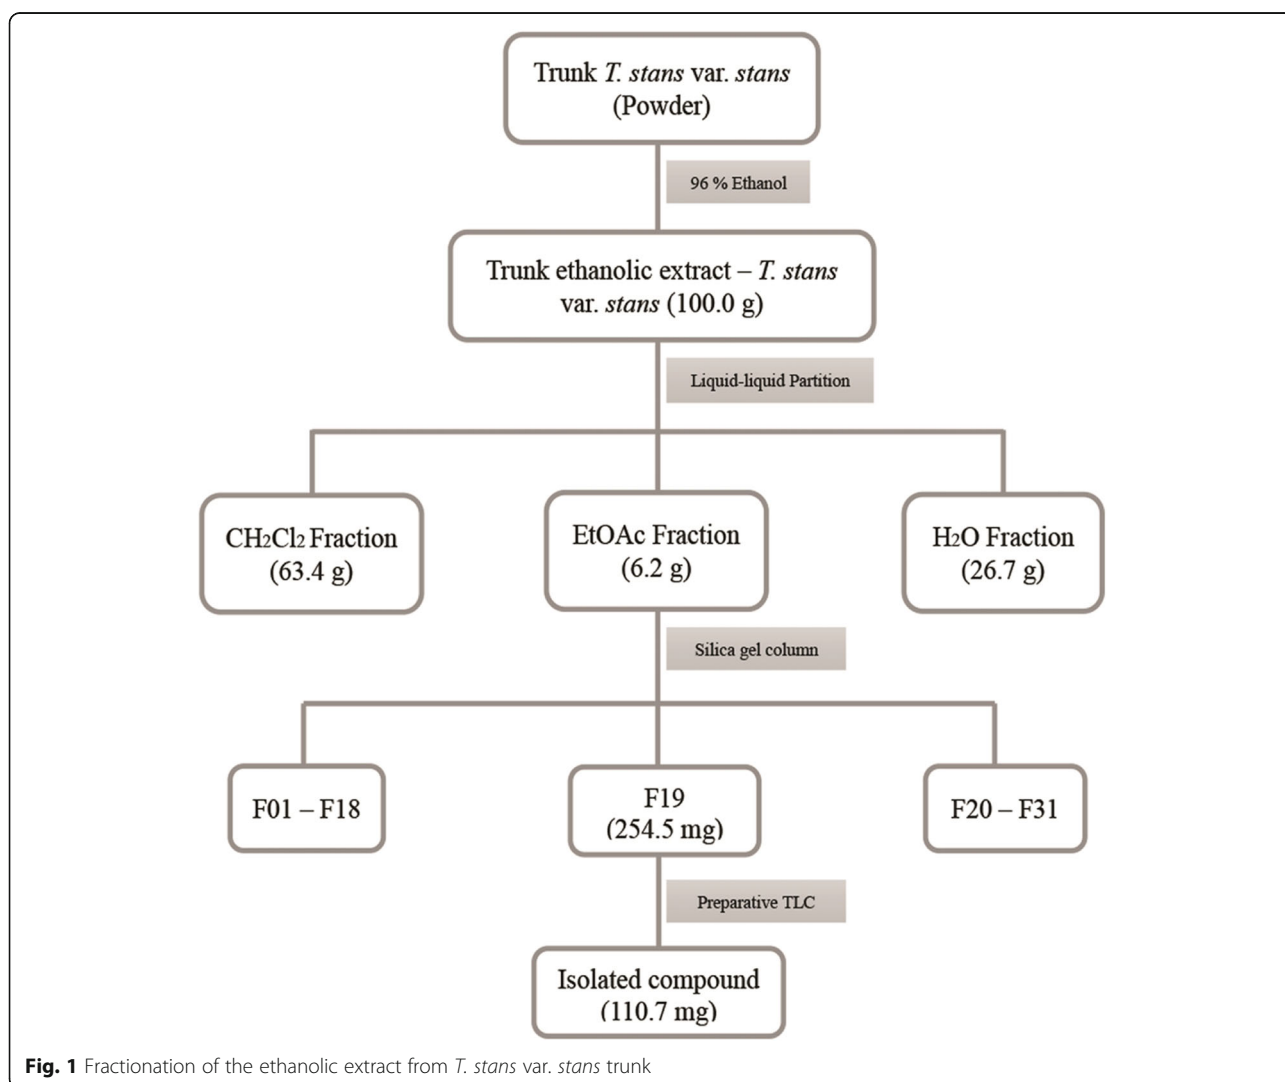 Trunk T. stans var. stans
(Powder)
96 % Ethanol
Trunk ethanolic extract – T. stans
var. stans (100.0 g)
Liquid-liquid Partition
CH2Cl2 Fraction
(63.4 g)
EtOAc Fraction
(6.2 g)
H2O Fraction
(26.7 g)
Silica gel column
F01 – F18
F19
(254.5 mg)
F20 – F31
Preparative TLC
Isolated compound
(110.7 mg)
Fig. 1 Fractionation of the ethanolic extract from T. stans var. stans trunk